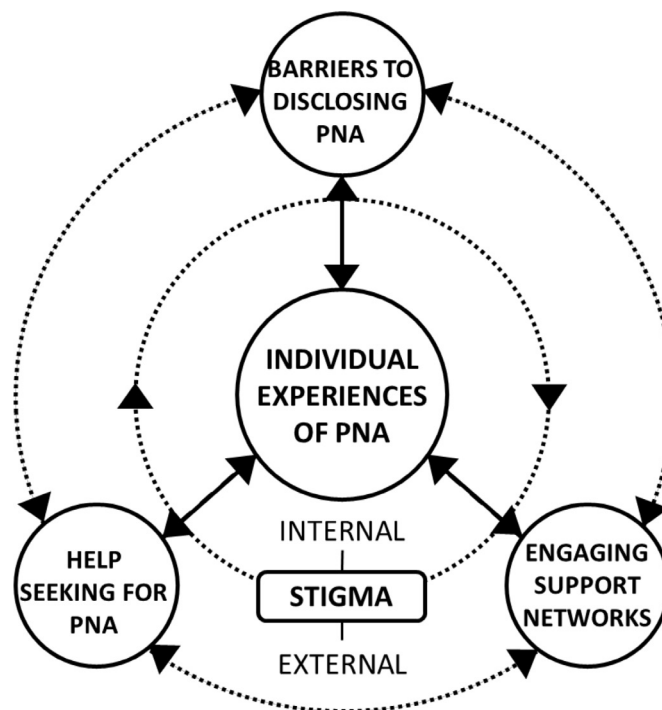 BARRIERS TO
DISCLOSING
PNA
INDIVIDUAL
EXPERIENCES
OF PNA
HELP
SEEKING FOR
PNA
INTERNAL
STIGMA
EXTERNAL
ENGAGING
SUPPORT
NETWORKS